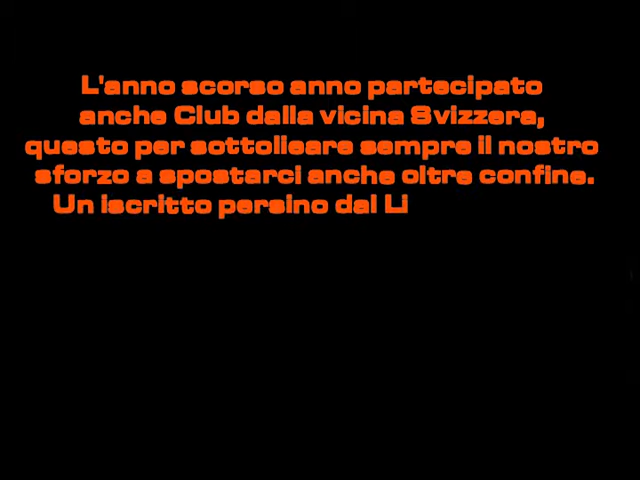 L'anno scorso anno partecipato
anche Club dalla vicina Svizzera,
questo per sottolieare sempre il nostro
sforzo a spostarci anche oltre confine.
Un iscritto persino dal Li